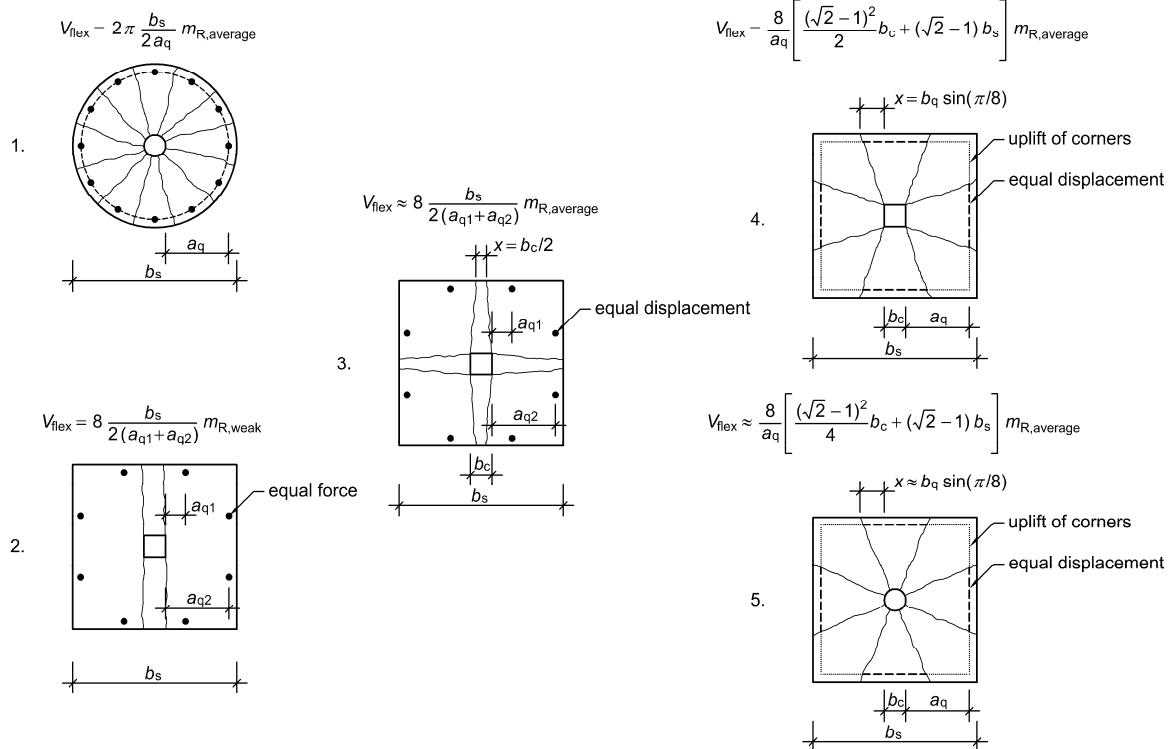 V_flex − 2π b_s/2a_q m_R,average
1.
a_q
b_s
V_flex = 8 b_s/2(a_q1+a_q2) m_R,weak
equal force
a_q1
2.
a_q2
b_s
V_flex ≈ 8 b_s/2(a_q1+a_q2) m_R,average
x = b_c/2
equal displacement
a_q1
3.
a_q2
b_c
b_s
V_flex − 8/a_q [ (√2 − 1)²/2 b_c + (√2 − 1) b_s ] m_R,average
x = b_q sin(π/8)
uplift of corners
equal displacement
4.
b_c a_q
b_s
V_flex ≈ 8/a_q [ (√2 − 1)²/4 b_c + (√2 − 1) b_s ] m_R,average
x ≈ b_q sin(π/8)
uplift of corners
equal displacement
5.
b_c a_q
b_s